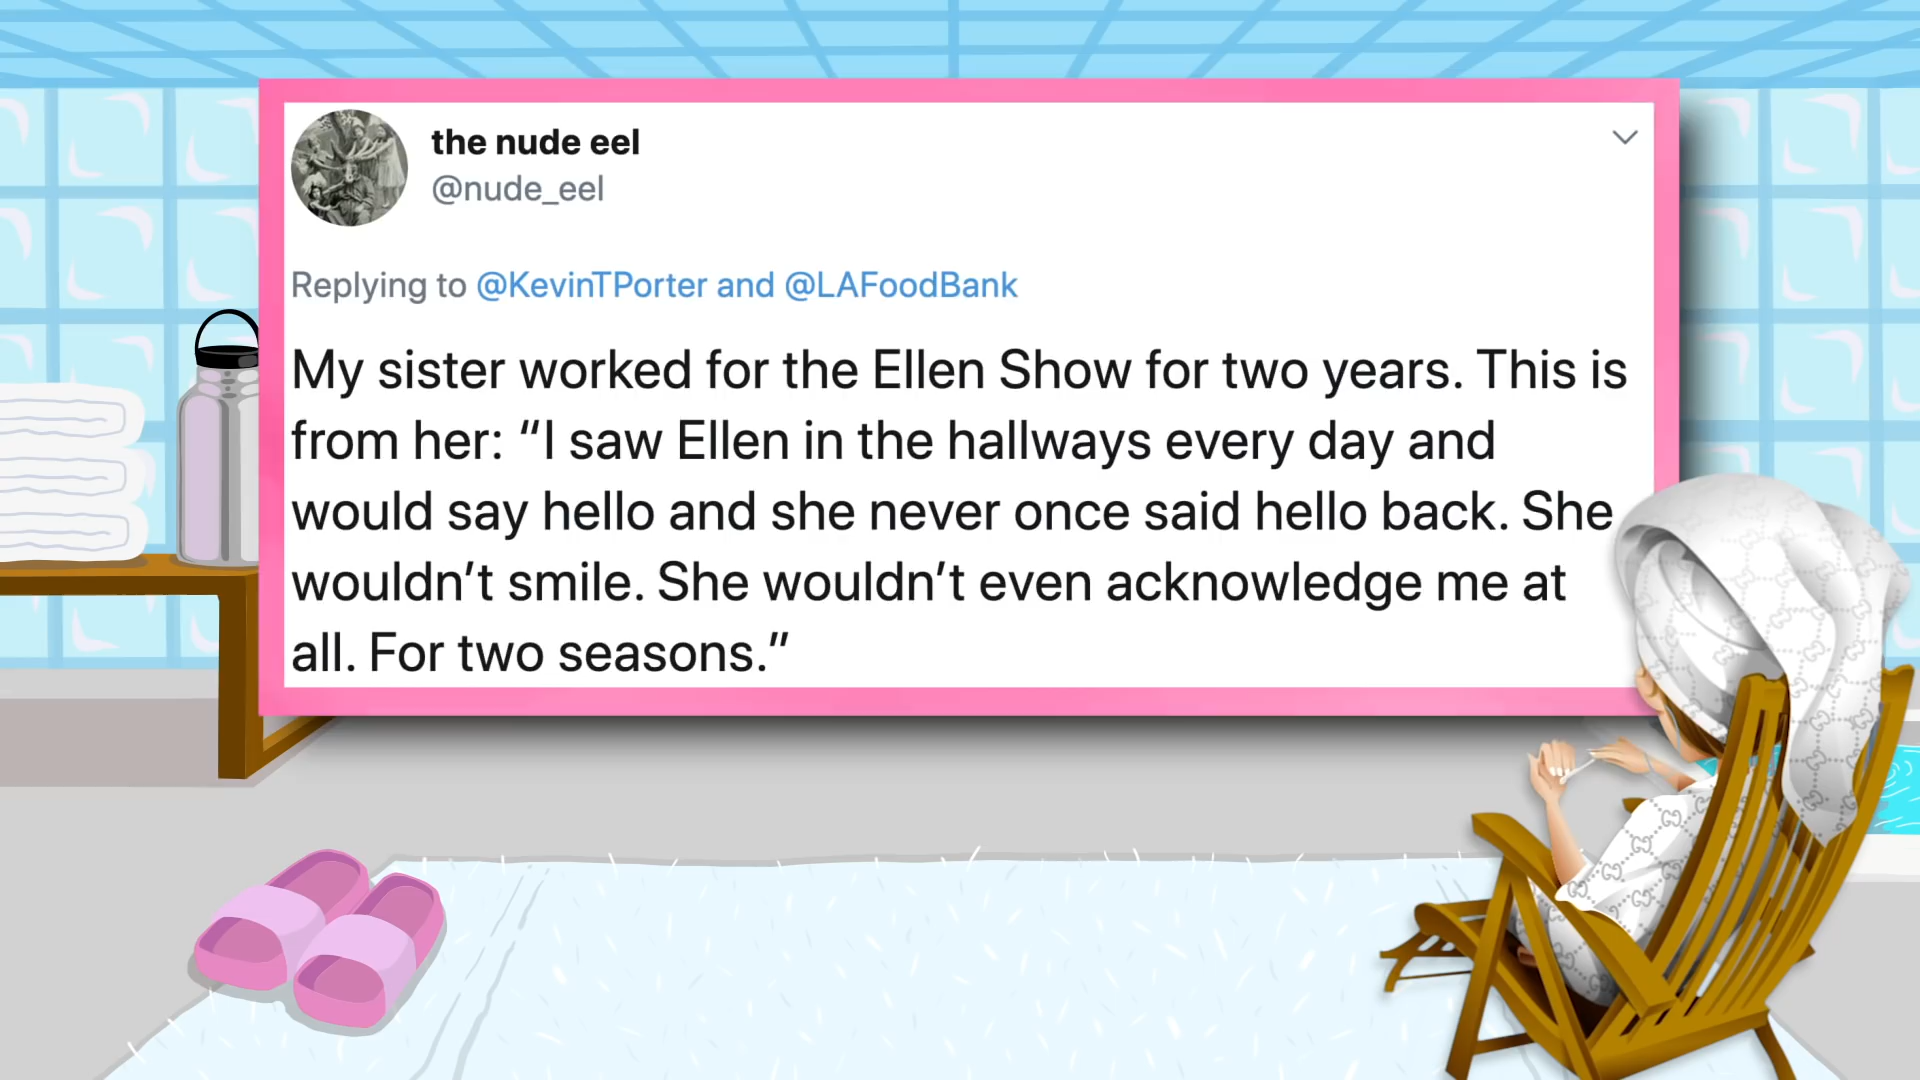 the nude eel
@nude_eel
Replying to @KevinTPorter and @LAFoodBank
My sister worked for the Ellen Show for two years. This is
from her: “I saw Ellen in the hallways every day and
would say hello and she never once said hello back. She
wouldn’t smile. She wouldn’t even acknowledge me at
all. For two seasons.”